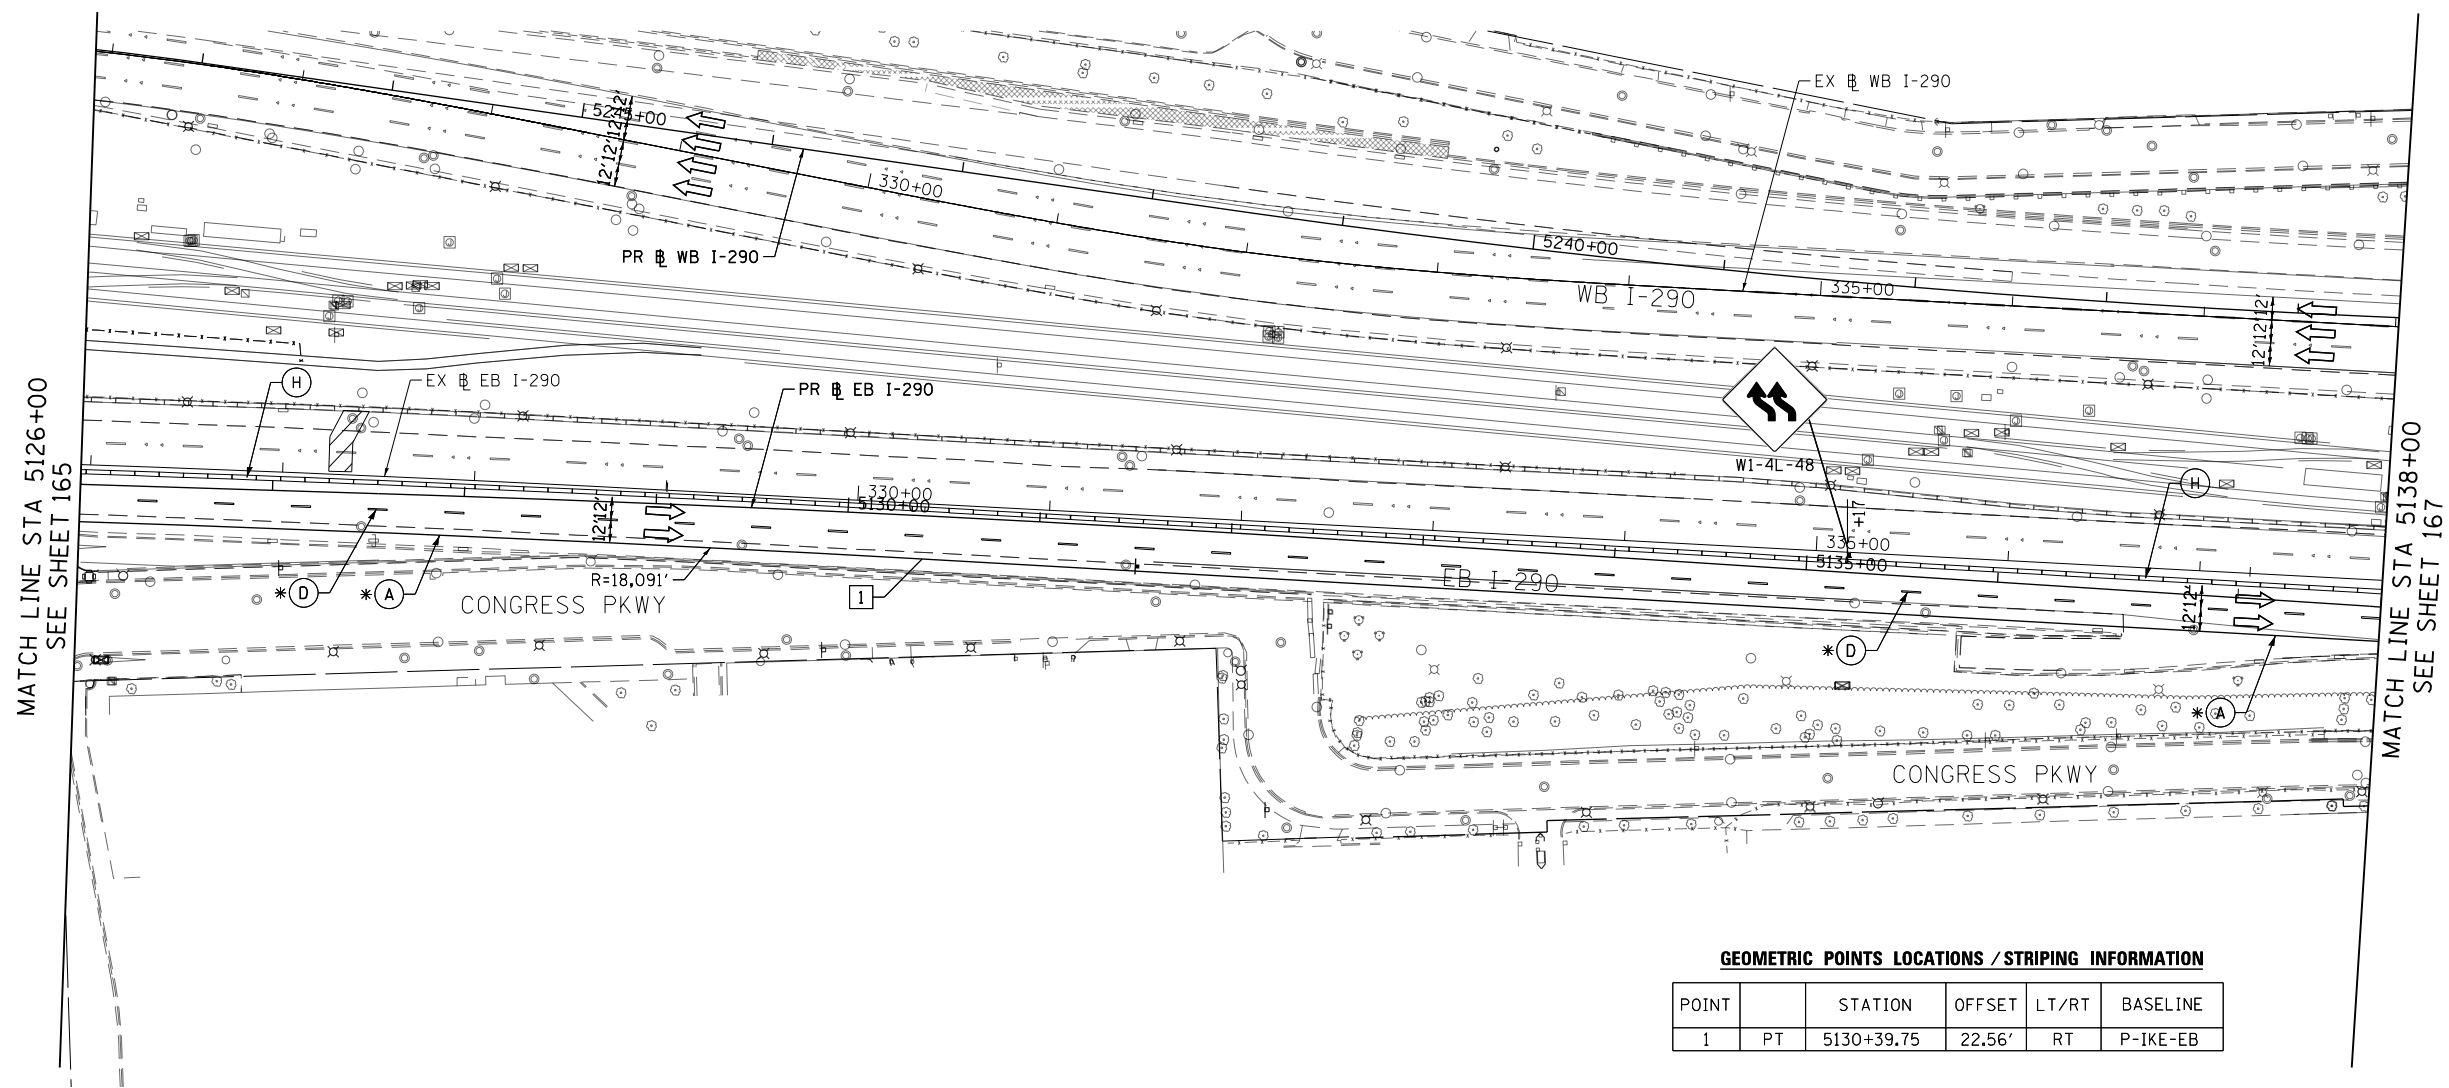 EX ℄ WB I-290
5245+00
12'12'12'12'
330+00
PR ℄ WB I-290
5240+00
WB I-290
335+00
12'12'12'
MATCH LINE STA 5126+00
SEE SHEET 165
H
EX ℄ EB I-290
PR ℄ EB I-290
W1-4L-48
H
MATCH LINE STA 5138+00
SEE SHEET 167
330+00
5130+00
12'12'
+17
335+00
5135+00
EB I-290
12'12'
R=18,091'
* D
* A
1
CONGRESS PKWY
* D
* A
CONGRESS PKWY
GEOMETRIC POINTS LOCATIONS / STRIPING INFORMATION
POINT STATION OFFSET LT/RT BASELINE
1 PT 5130+39.75 22.56' RT P-IKE-EB